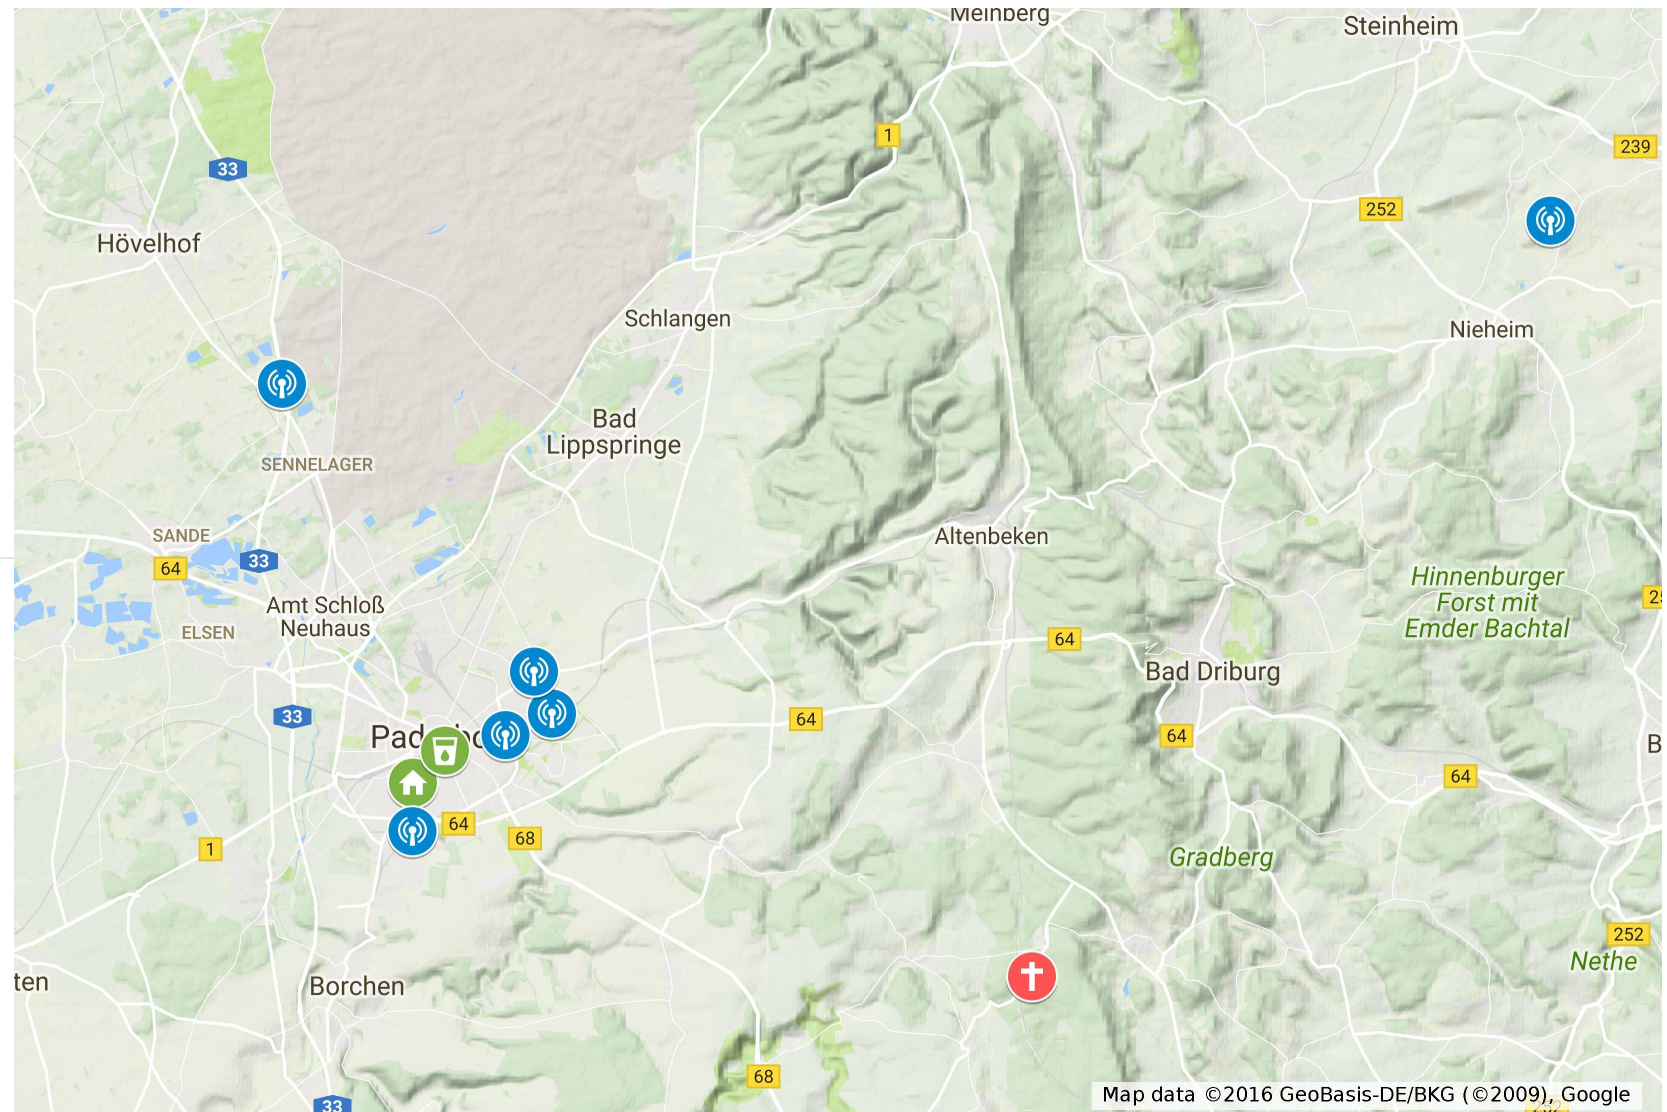 Meinberg
Steinheim
1
239
33
252
Hövelhof
Schlangen
Nieheim
Bad
Lippspringe
SENNELAGER
SANDE
Altenbeken
64
33
Hinnenburger
Forst mit
Emder Bachtal
Amt Schloß
Neuhaus
ELSEN
64
Bad Driburg
33
64
64
64
64
68
1
Gradberg
252
Nethe
ten
Borchen
68
33
Map data ©2016 GeoBasis-DE/BKG (©2009), Google